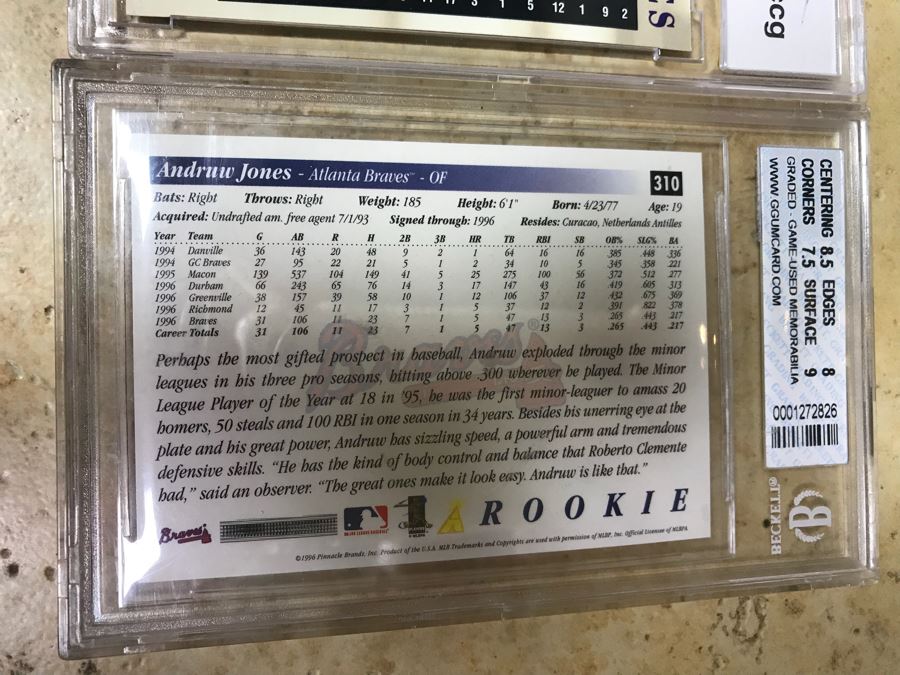 17 3 1 5 12 1 9 2
ccg
Andruw Jones - Atlanta Braves™ - OF
310
Bats: Right Throws: Right Weight: 185 Height: 6'1" Born: 4/23/77 Age: 19
Acquired: Undrafted am. free agent 7/1/93 Signed through: 1996 Resides: Curacao, Netherlands Antilles
Year Team G AB R H 2B 3B HR TB RBI SB OB% SLG% BA
1994 Danville 36 143 20 48 9 2 1 64 16 16 .385 .448 .336
1994 GC Braves 27 95 22 21 5 1 2 34 10 5 .345 .358 .221
1995 Macon 139 537 104 149 41 5 25 275 100 56 .372 .512 .277
1996 Durham 66 243 65 76 14 3 17 147 43 16 .419 .605 .313
1996 Greenville 38 157 39 58 10 1 12 106 37 12 .432 .675 .369
1996 Richmond 12 45 11 17 3 1 5 37 12 2 .391 .822 .378
1996 Braves 31 106 11 23 7 1 5 47 13 3 .265 .443 .217
Career Totals 31 106 11 23 7 1 5 47 13 3 .265 .443 .217
Braves®
Perhaps the most gifted prospect in baseball, Andruw exploded through the minor
leagues in his three pro seasons, hitting above .300 wherever he played. The Minor
League Player of the Year at 18 in '95, he was the first minor-leaguer to amass 20
homers, 50 steals and 100 RBI in one season in 34 years. Besides his unerring eye at the
plate and his great power, Andruw has sizzling speed, a powerful arm and tremendous
defensive skills. "He has the kind of body control and balance that Roberto Clemente
had," said an observer. "The great ones make it look easy. Andruw is like that."
Braves
MAJOR LEAGUE BASEBALL
ROOKIE
©1996 Pinnacle Brands, Inc. Product of the U.S.A. MLB Trademarks and Copyrights are used with permission of MLBP, Inc. Official Licensee of MLBPA.
CENTERING 8.5 EDGES 8
CORNERS 7.5 SURFACE 9
GRADED - GAME-USED MEMORABILIA
WWW.GGUMCARD.COM
0001272826
BECKETT®
B